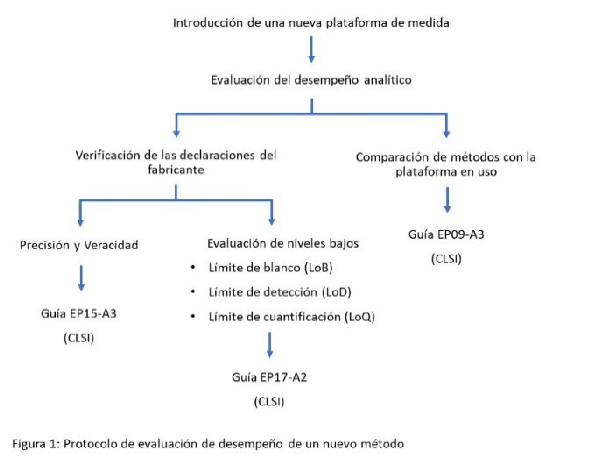 Introducción de una nueva plataforma de medida
Evaluación del desempeño analítico
Verificación de las declaraciones del
fabricante
Comparación de métodos con la
plataforma en uso
Precisión y Veracidad
Guía EP15-A3
(CLSI)
Evaluación de niveles bajos
• Límite de blanco (LoB)
• Límite de detección (LoD)
• Límite de cuantificación (LoQ)
Guía EP17-A2
(CLSI)
Guía EP09-A3
(CLSI)
Figura 1: Protocolo de evaluación de desempeño de un nuevo método